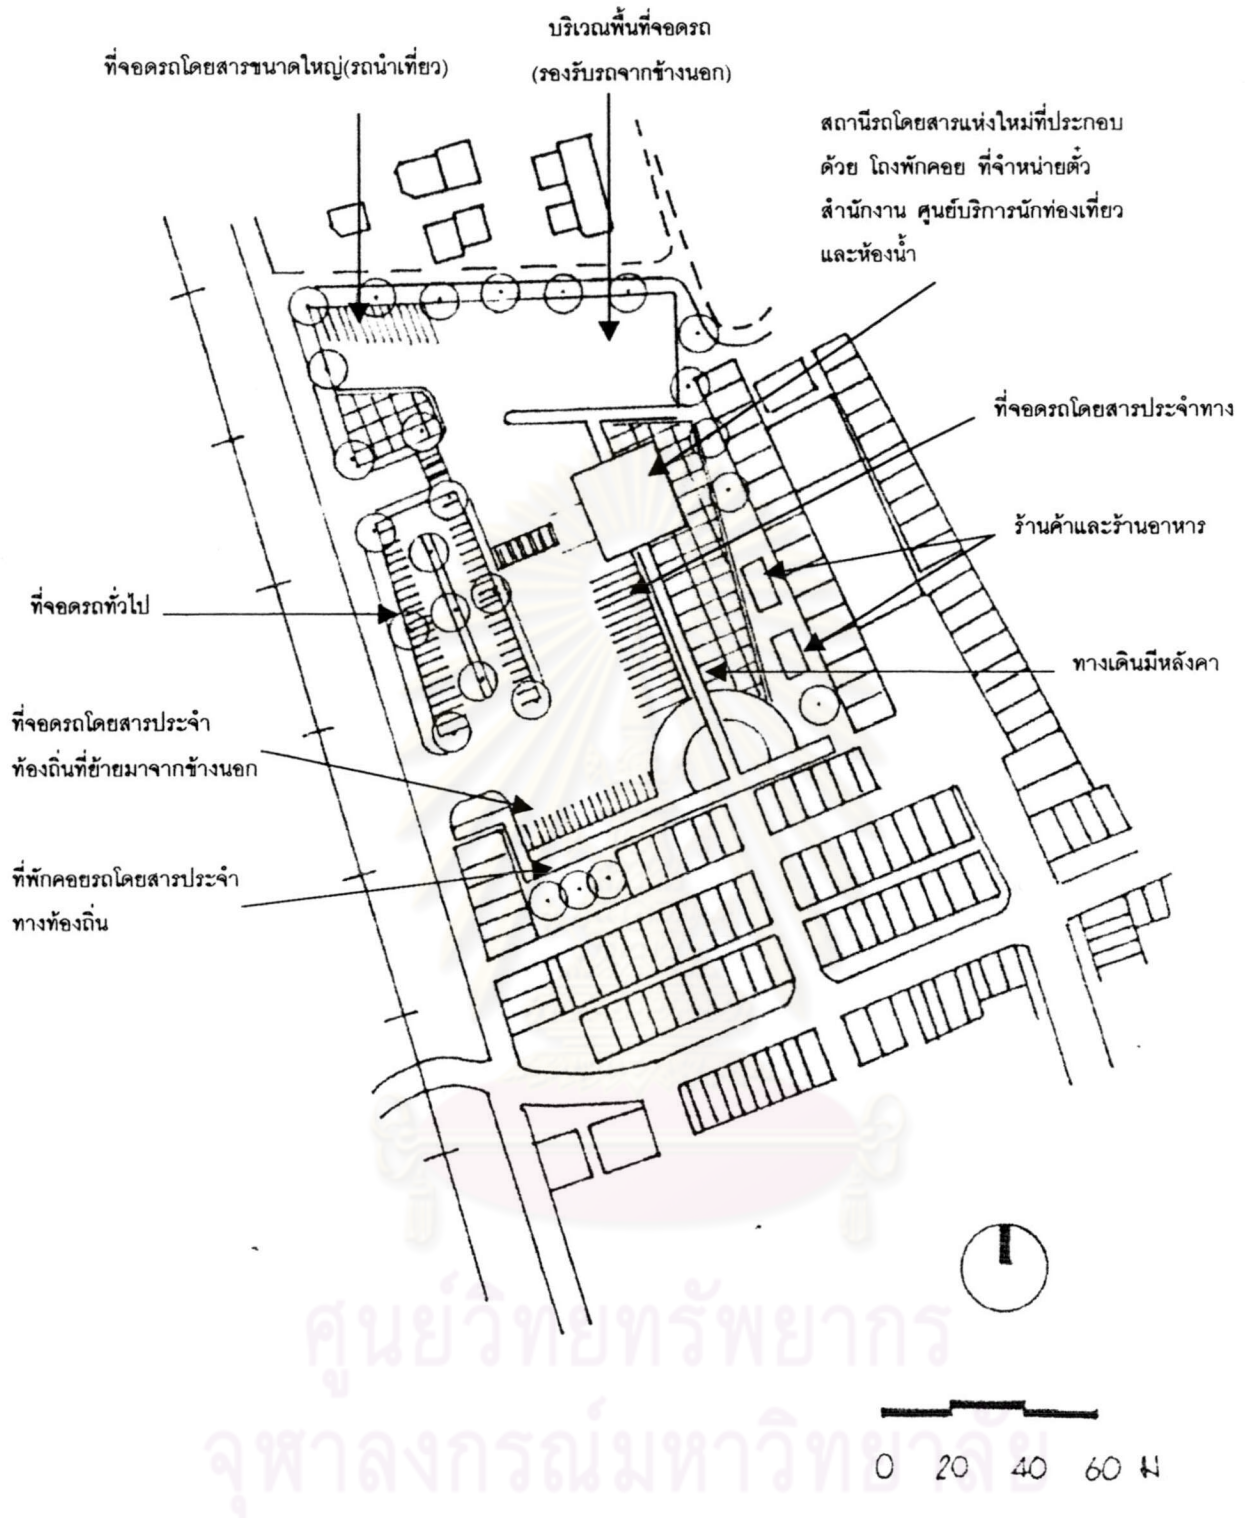 บริเวณพื้นที่จอดรถ
(รองรับรถจากข้างนอก)
ที่จอดรถโดยสารขนาดใหญ่(รถนำเที่ยว)
สถานีรถโดยสารแห่งใหม่ที่ประกอบ
ด้วย โถงพักคอย ที่จำหน่ายตั๋ว
สำนักงาน ศูนย์บริการนักท่องเที่ยว
และห้องน้ำ
ที่จอดรถโดยสารประจำทาง
ร้านค้าและร้านอาหาร
ที่จอดรถทั่วไป
ทางเดินมีหลังคา
ที่จอดรถโดยสารประจำ
ท้องถิ่นที่ย้ายมาจากข้างนอก
ที่พักคอยรถโดยสารประจำ
ทางท้องถิ่น
ศูนย์วิทยทรัพยากร
จุฬาลงกรณ์มหาวิทยาลัย
0 20 40 60 ม